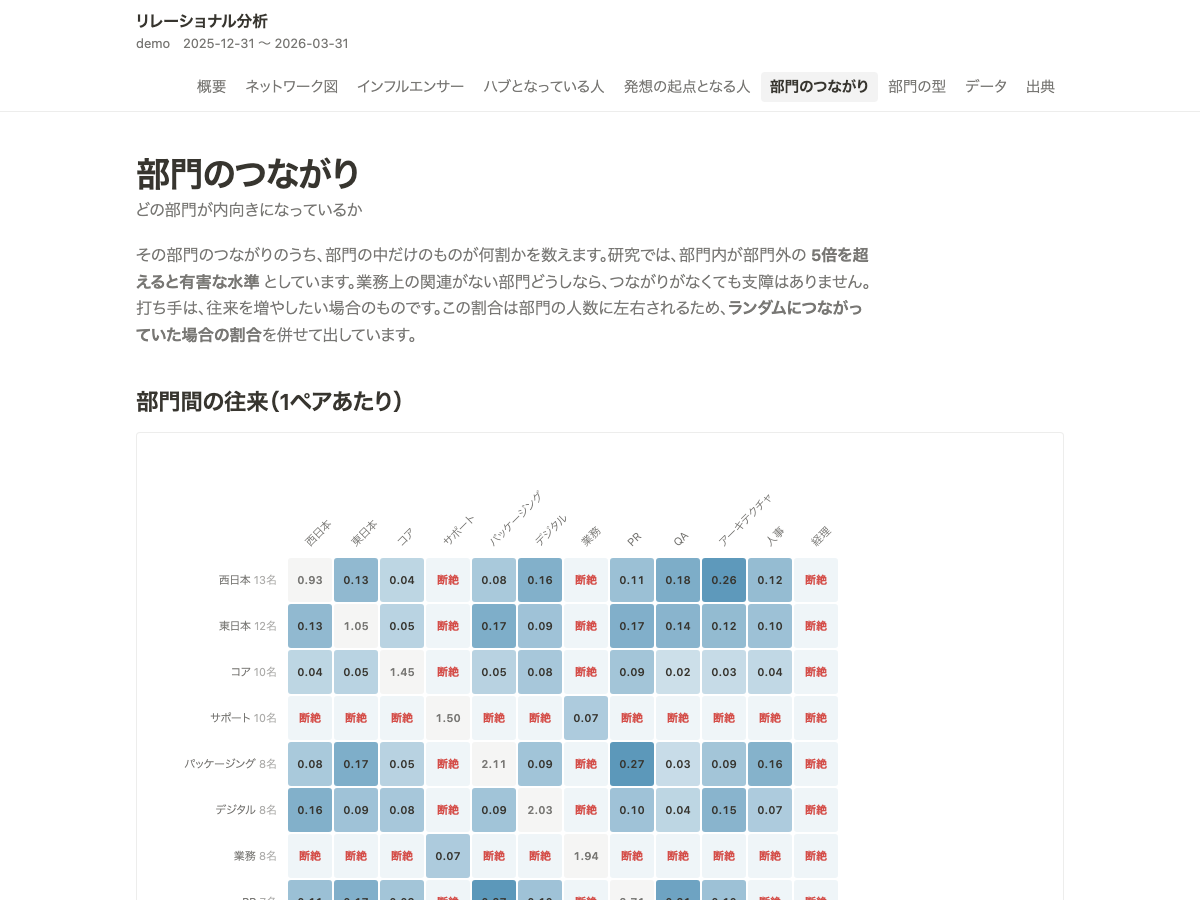 リレーショナル分析
demo 2025-12-31 〜 2026-03-31
概要 ネットワーク図 インフルエンサー ハブとなっている人 発想の起点となる人 部門のつながり 部門の型 データ 出典
部門のつながり
どの部門が内向きになっているか
その部門のつながりのうち、部門の中だけのものが何割かを数えます。研究では、部門内が部門外の 5倍を超
えると有害な水準 としています。業務上の関連がない部門どうしなら、つながりがなくても支障はありません。
打ち手は、往来を増やしたい場合のものです。この割合は部門の人数に左右されるため、ランダムにつながっ
ていた場合の割合を併せて出しています。
部門間の往来（1ペアあたり）
西日本 東日本 コア サポート パッケージング デジタル 業務 PR QA アーキテクチャ 人事 経理
西日本 13名 0.93 0.13 0.04 断絶 0.08 0.16 断絶 0.11 0.18 0.26 0.12 断絶
東日本 12名 0.13 1.05 0.05 断絶 0.17 0.09 断絶 0.17 0.14 0.12 0.10 断絶
コア 10名 0.04 0.05 1.45 断絶 0.05 0.08 断絶 0.09 0.02 0.03 0.04 断絶
サポート 10名 断絶 断絶 断絶 1.50 断絶 断絶 0.07 断絶 断絶 断絶 断絶 断絶
パッケージング 8名 0.08 0.17 0.05 断絶 2.11 0.09 断絶 0.27 0.03 0.09 0.16 断絶
デジタル 8名 0.16 0.09 0.08 断絶 0.09 2.03 断絶 0.10 0.04 0.15 0.07 断絶
業務 8名 断絶 断絶 断絶 0.07 断絶 断絶 1.94 断絶 断絶 断絶 断絶 断絶